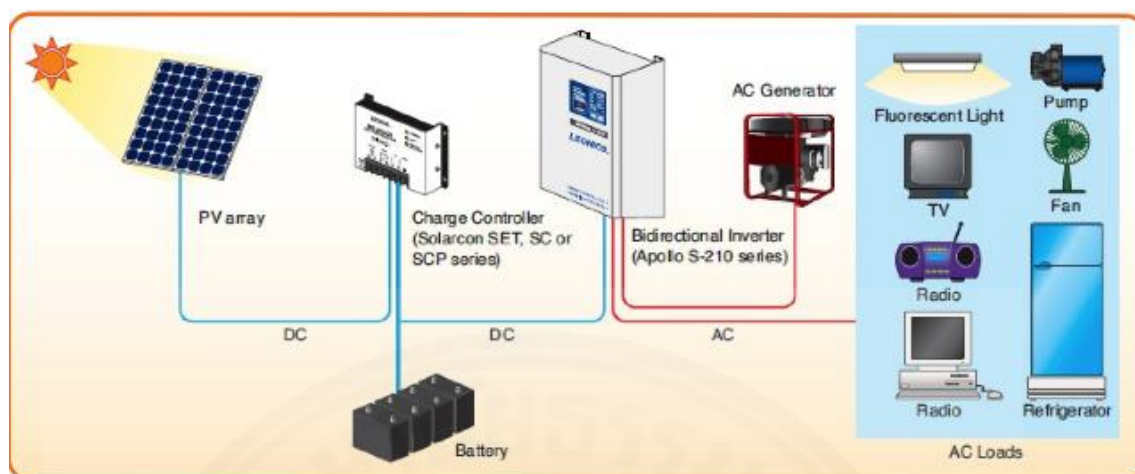 PV array
DC
Charge Controller
(Solarcon SET, SC or
SCP series)
DC
Battery
LEONICS
Bidirectional Inverter
(Apollo S-210 series)
AC
AC Generator
Fluorescent Light
Pump
TV
Fan
Radio
Radio
Refrigerator
AC Loads